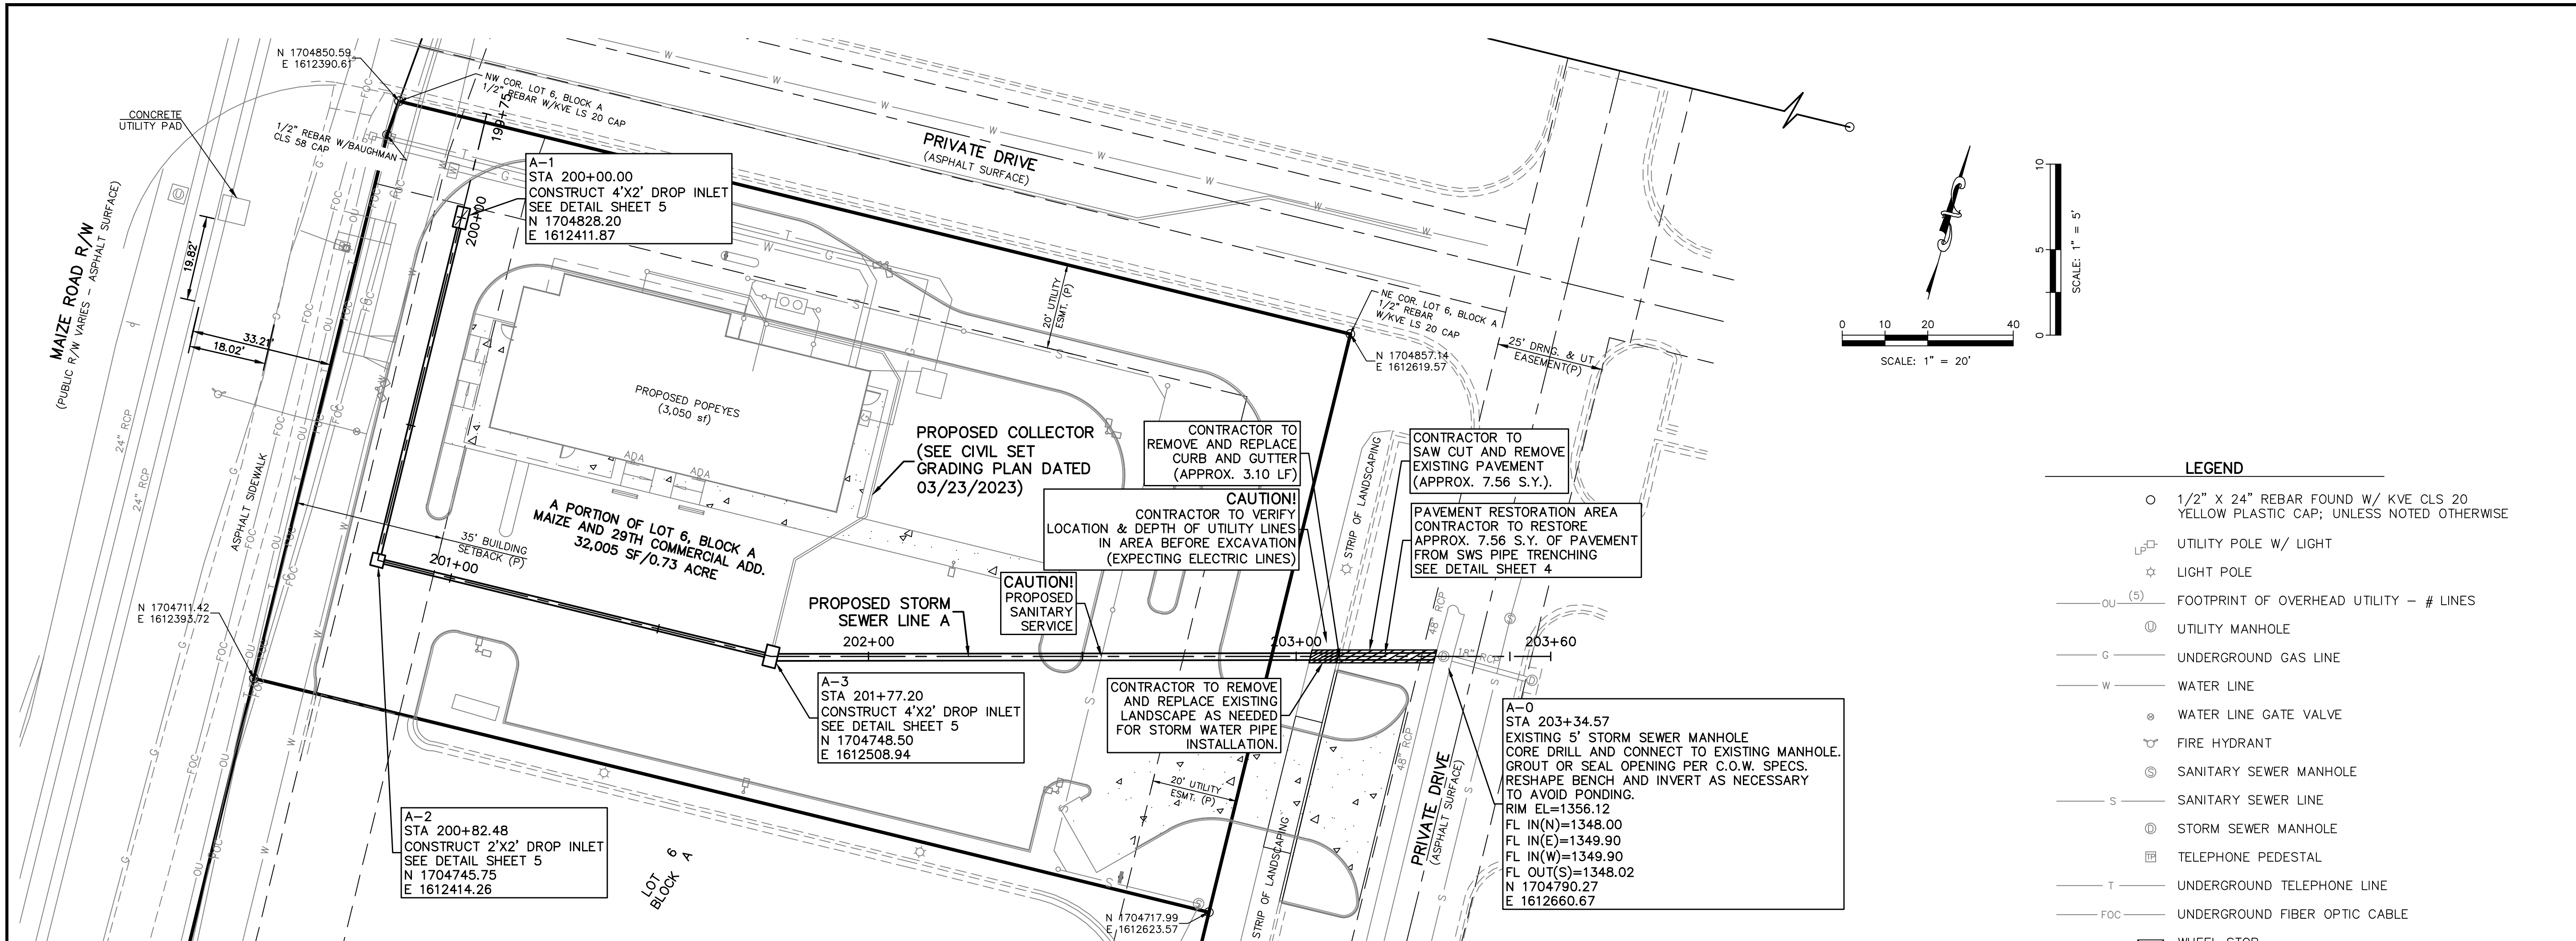 N 1704850.59
E 1612390.61
NW COR. LOT 6, BLOCK A
1/2" REBAR W/KVE LS 20 CAP
CONCRETE
UTILITY PAD
1/2" REBAR W/BAUGHMAN
CLS 58 CAP
199+75
200+00
A-1
STA 200+00.00
CONSTRUCT 4'X2' DROP INLET
SEE DETAIL SHEET 5
N 1704828.20
E 1612411.87
PRIVATE DRIVE
(ASPHALT SURFACE)
MAIZE ROAD R/W
(PUBLIC R/W VARIES - ASPHALT SURFACE)
19.82'
33.21'
18.02'
24" RCP
24" RCP
ASPHALT SIDEWALK
20' UTILITY
ESMT. (P)
NE COR. LOT 6, BLOCK A
1/2" REBAR
W/KVE LS 20 CAP
N 1704857.14
E 1612619.57
25' DRNG. & UT
EASEMENT(P)
0 10 20 40
SCALE: 1" = 20'
0 5 10
SCALE: 1" = 5'
PROPOSED POPEYES
(3,050 sf)
ADA
ADA
PROPOSED COLLECTOR
(SEE CIVIL SET
GRADING PLAN DATED
03/23/2023)
CONTRACTOR TO
REMOVE AND REPLACE
CURB AND GUTTER
(APPROX. 3.10 LF)
CAUTION!
CONTRACTOR TO VERIFY
LOCATION & DEPTH OF UTILITY LINES
IN AREA BEFORE EXCAVATION
(EXPECTING ELECTRIC LINES)
STRIP OF LANDSCAPING
CONTRACTOR TO
SAW CUT AND REMOVE
EXISTING PAVEMENT
(APPROX. 7.56 S.Y.).
PAVEMENT RESTORATION AREA
CONTRACTOR TO RESTORE
APPROX. 7.56 S.Y. OF PAVEMENT
FROM SWS PIPE TRENCHING
SEE DETAIL SHEET 4
A PORTION OF LOT 6, BLOCK A
MAIZE AND 29TH COMMERCIAL ADD.
32,005 SF/0.73 ACRE
35' BUILDING
SETBACK (P)
201+00
CAUTION!
PROPOSED
SANITARY
SERVICE
PROPOSED STORM
SEWER LINE A
202+00
203+00
48" RCP
18" RCP
203+60
N 1704711.42
E 1612393.72
A-3
STA 201+77.20
CONSTRUCT 4'X2' DROP INLET
SEE DETAIL SHEET 5
N 1704748.50
E 1612508.94
CONTRACTOR TO REMOVE
AND REPLACE EXISTING
LANDSCAPE AS NEEDED
FOR STORM WATER PIPE
INSTALLATION.
48" RCP
PRIVATE DRIVE
(ASPHALT SURFACE)
A-0
STA 203+34.57
EXISTING 5' STORM SEWER MANHOLE
CORE DRILL AND CONNECT TO EXISTING MANHOLE.
GROUT OR SEAL OPENING PER C.O.W. SPECS.
RESHAPE BENCH AND INVERT AS NECESSARY
TO AVOID PONDING.
RIM EL=1356.12
FL IN(N)=1348.00
FL IN(E)=1349.90
FL IN(W)=1349.90
FL OUT(S)=1348.02
N 1704790.27
E 1612660.67
A-2
STA 200+82.48
CONSTRUCT 2'X2' DROP INLET
SEE DETAIL SHEET 5
N 1704745.75
E 1612414.26
LOT 6
BLOCK A
20' UTILITY
ESMT. (P)
STRIP OF LANDSCAPING
N 1704717.99
E 1612623.57
LEGEND
1/2" X 24" REBAR FOUND W/ KVE CLS 20
YELLOW PLASTIC CAP; UNLESS NOTED OTHERWISE
LP UTILITY POLE W/ LIGHT
LIGHT POLE
OU (5) FOOTPRINT OF OVERHEAD UTILITY - # LINES
U UTILITY MANHOLE
G UNDERGROUND GAS LINE
W WATER LINE
WATER LINE GATE VALVE
FIRE HYDRANT
S SANITARY SEWER MANHOLE
S SANITARY SEWER LINE
D STORM SEWER MANHOLE
TP TELEPHONE PEDESTAL
T UNDERGROUND TELEPHONE LINE
FOC UNDERGROUND FIBER OPTIC CABLE
WHEEL STOP